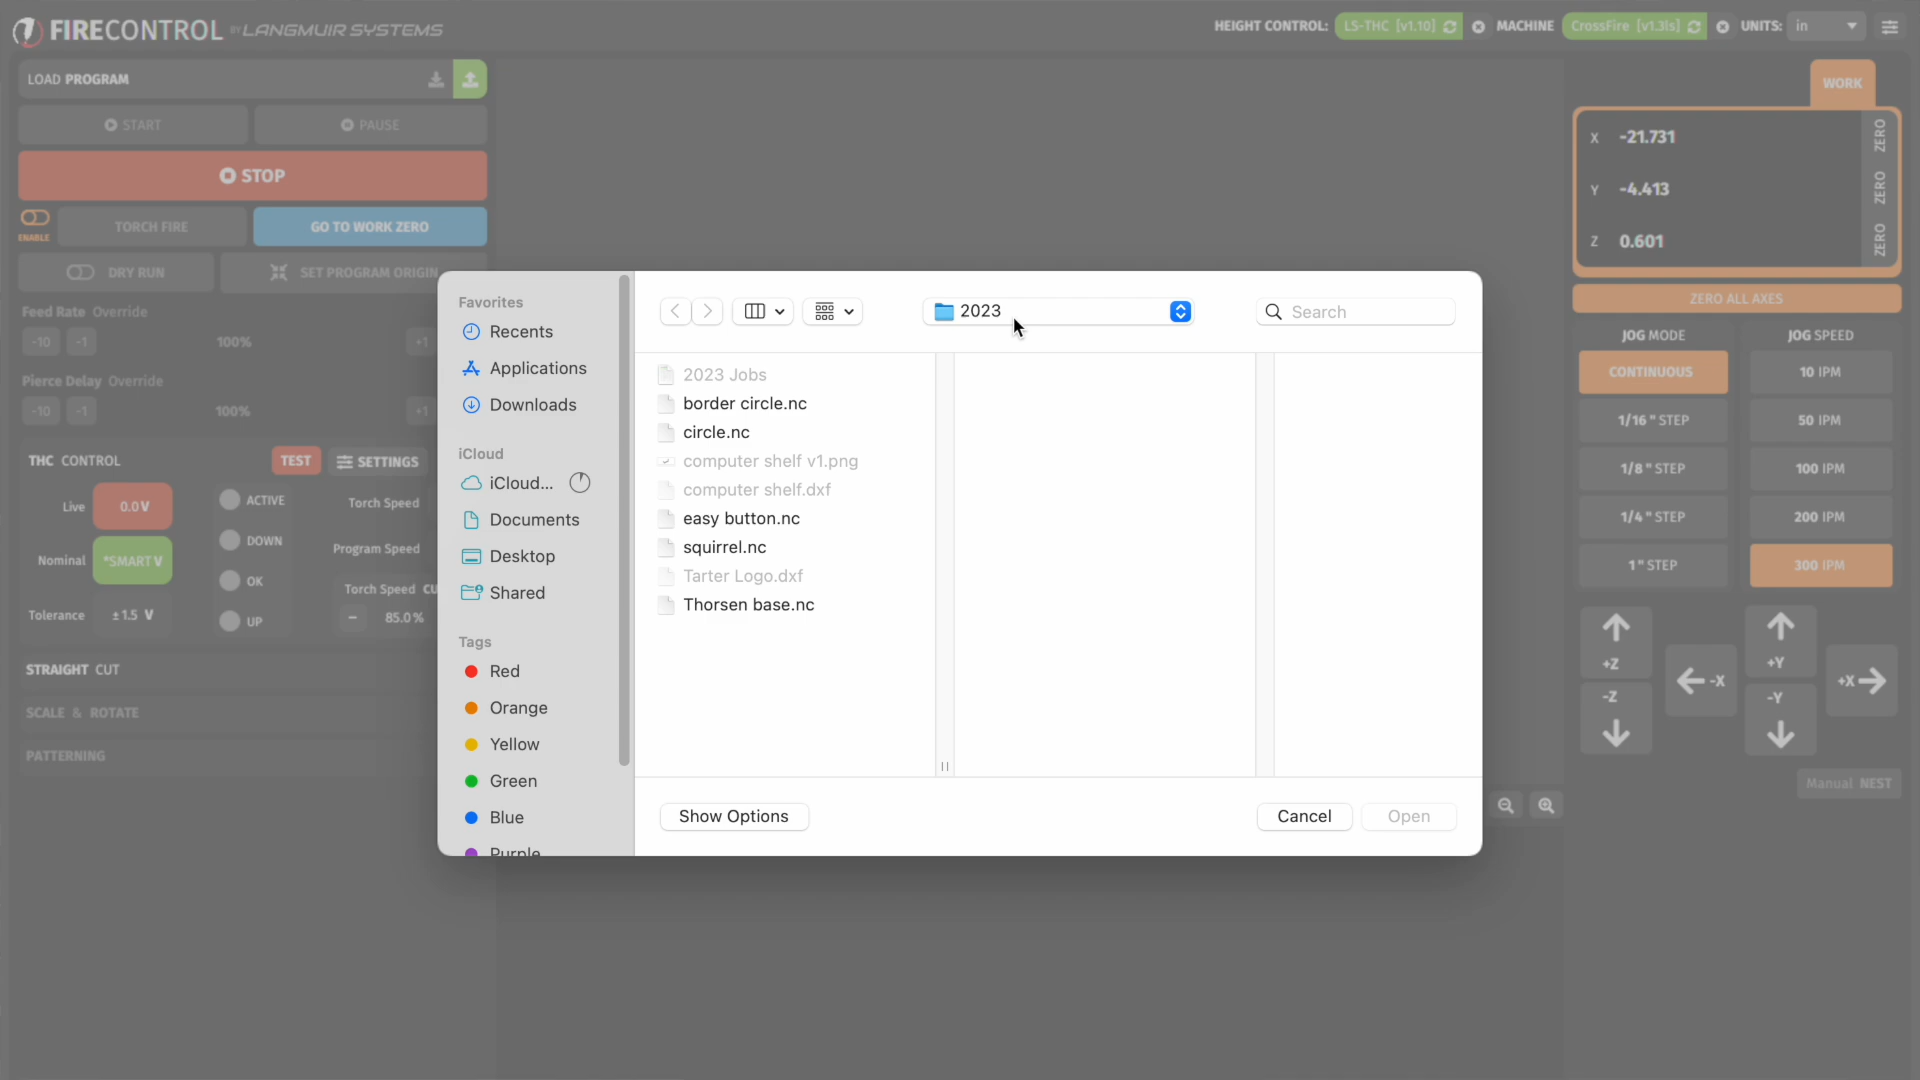 FIRECONTROL BY LANGMUIR SYSTEMS
HEIGHT CONTROL: LS-THC [v1.10] MACHINE CrossFire [v1.3ls] UNITS: in
LOAD PROGRAM
START
PAUSE
STOP
ENABLE
TORCH FIRE
GO TO WORK ZERO
DRY RUN
SET PROGRAM ORIGIN
Feed Rate Override
-10 -1 100% +1
Pierce Delay Override
-10 -1 100% +1
THC CONTROL TEST SETTINGS
Live 0.0 V
ACTIVE
Torch Speed
DOWN
Nominal *SMART V
Program Speed
OK
Torch Speed CU
Tolerance ±1.5 V
UP
– 85.0 %
STRAIGHT CUT
SCALE & ROTATE
PATTERNING
Favorites
Recents
Applications
Downloads
iCloud
iCloud...
Documents
Desktop
Shared
Tags
Red
Orange
Yellow
Green
Blue
Purple
2023
Search
2023 Jobs
border circle.nc
circle.nc
computer shelf v1.png
computer shelf.dxf
easy button.nc
squirrel.nc
Tarter Logo.dxf
Thorsen base.nc
Show Options
Cancel
Open
WORK
X -21.731 ZERO
Y -4.413 ZERO
Z 0.601 ZERO
ZERO ALL AXES
JOG MODE
JOG SPEED
CONTINUOUS
10 IPM
1/16 " STEP
50 IPM
1/8 " STEP
100 IPM
1/4 " STEP
200 IPM
1 " STEP
300 IPM
+Z
+Y
-X
+X
-Z
-Y
Manual NEST